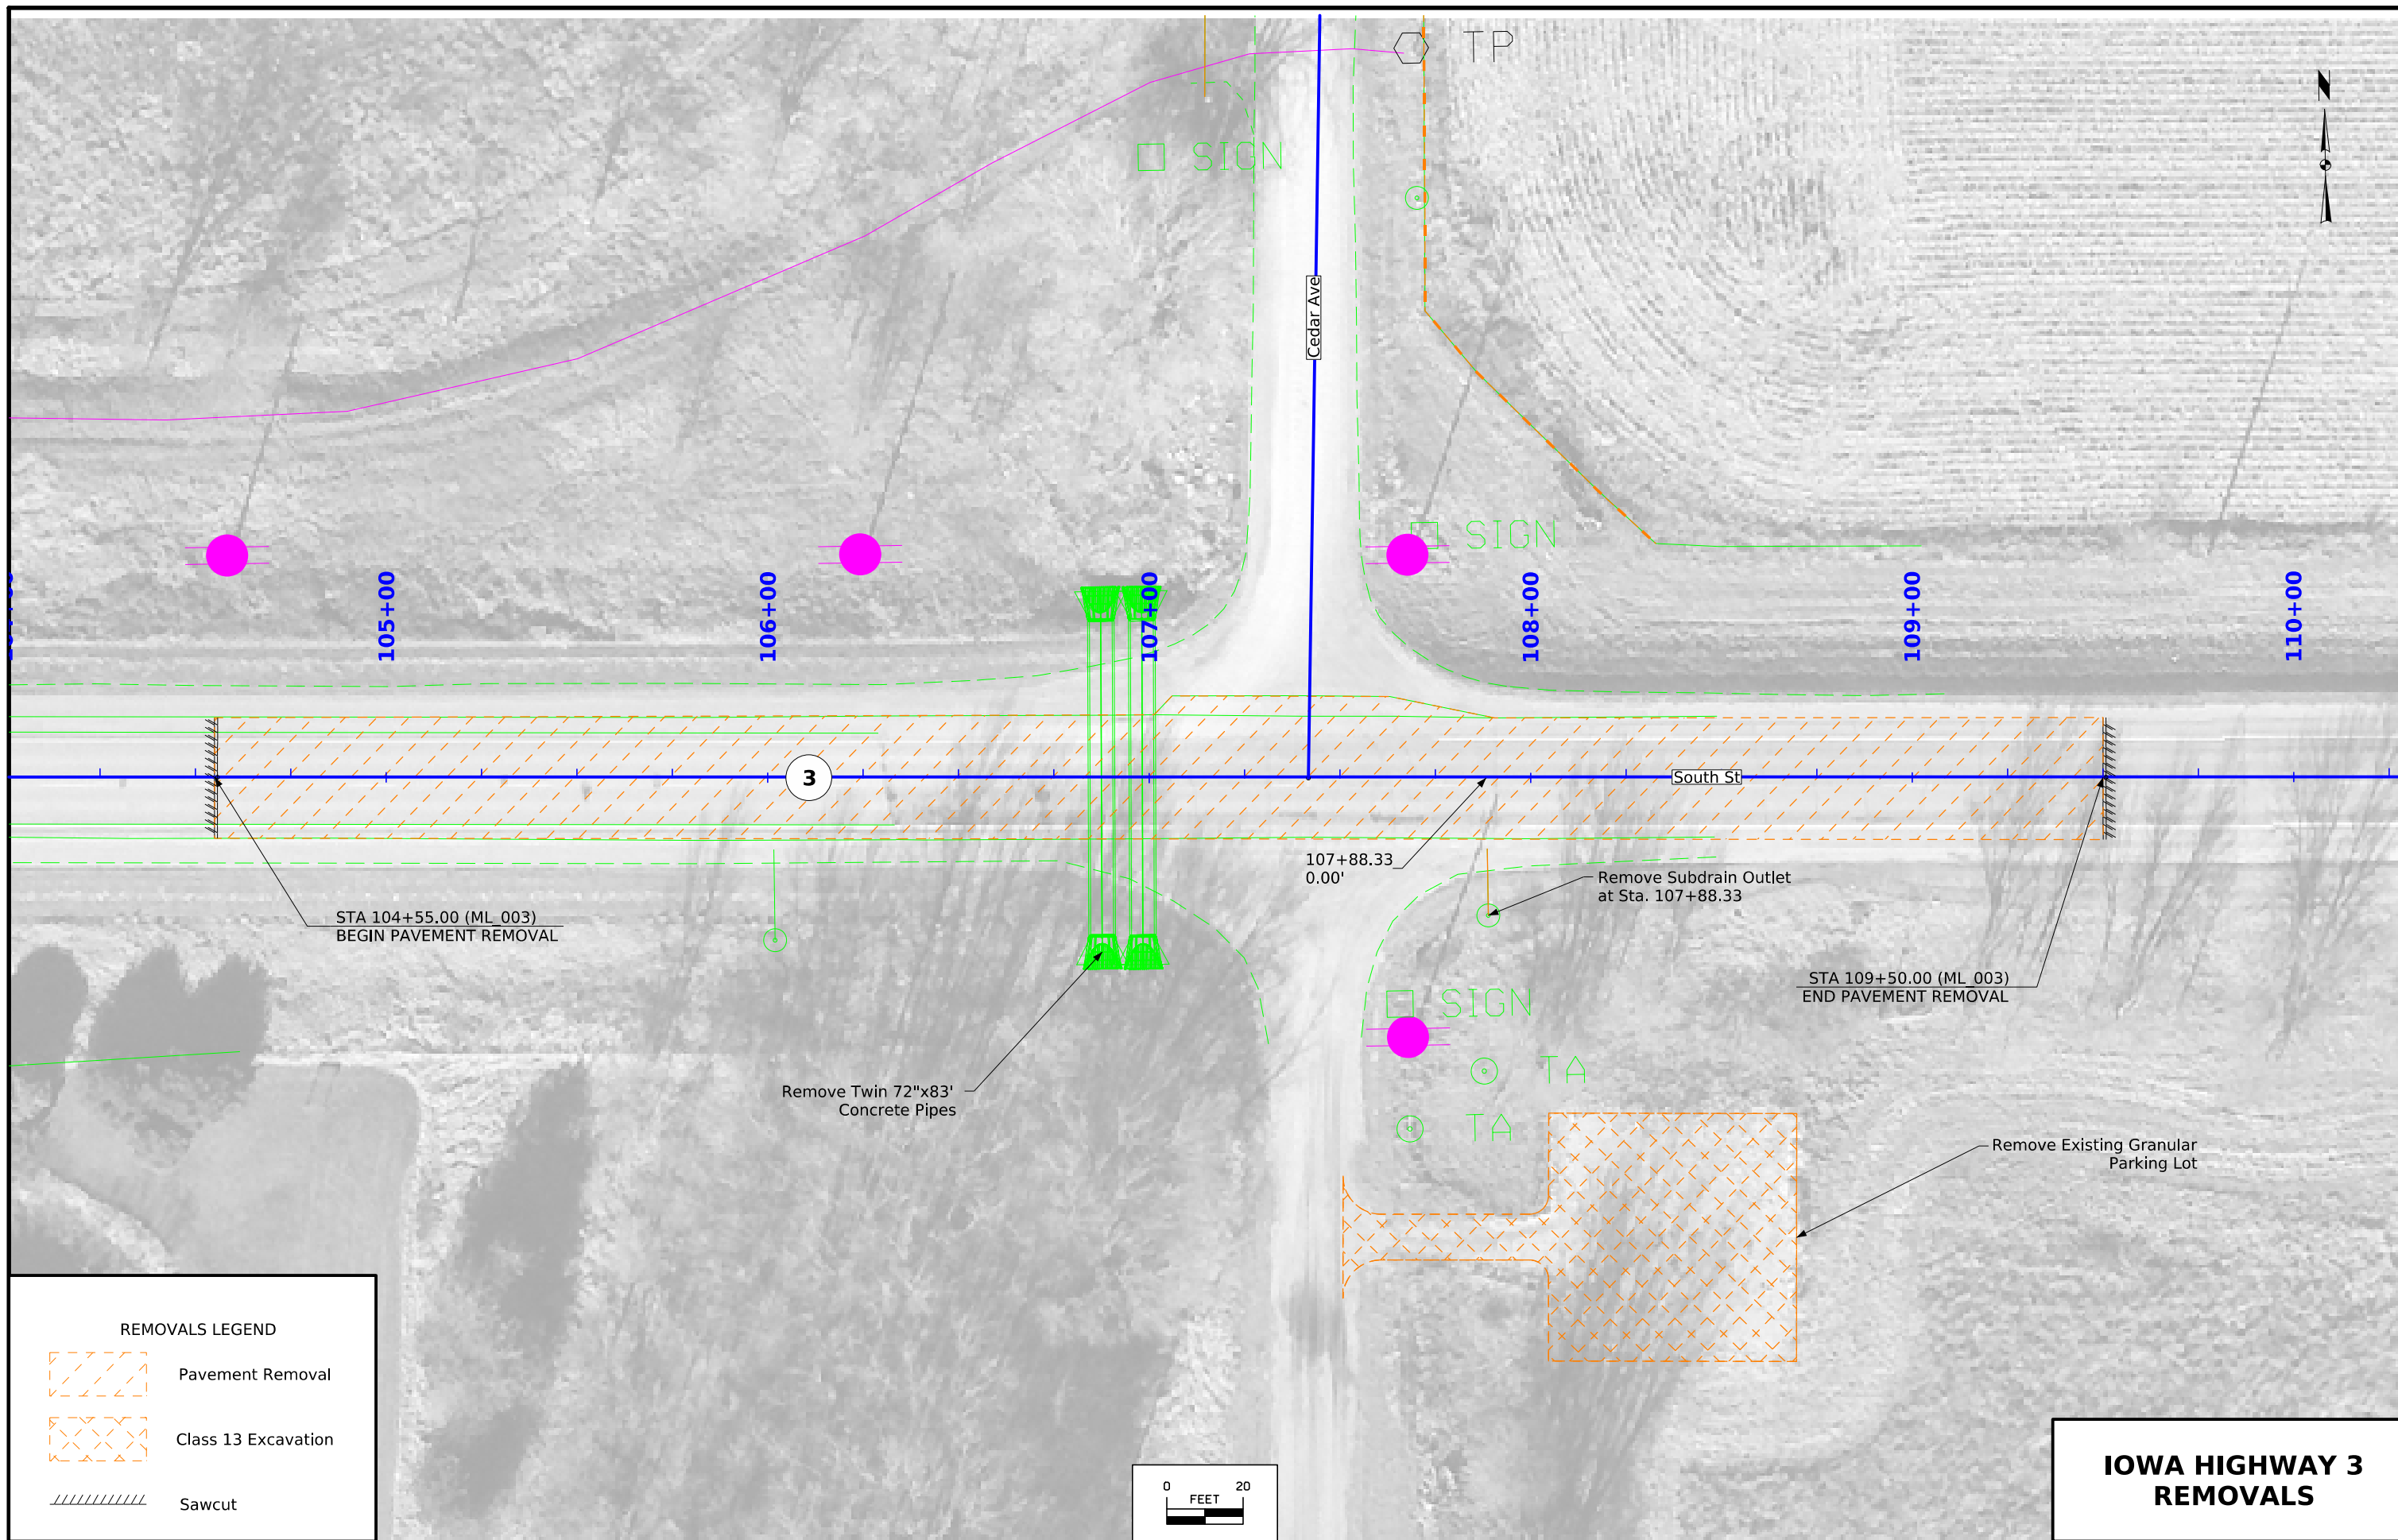 TP
N
SIGN
Cedar Ave
SIGN
105+00
106+00
107+00
108+00
109+00
110+00
3
South St
107+88.33
0.00'
Remove Subdrain Outlet
at Sta. 107+88.33
STA 104+55.00 (ML_003)
BEGIN PAVEMENT REMOVAL
STA 109+50.00 (ML_003)
END PAVEMENT REMOVAL
SIGN
TA
TA
Remove Twin 72"x83'
Concrete Pipes
Remove Existing Granular
Parking Lot
REMOVALS LEGEND
Pavement Removal
Class 13 Excavation
Sawcut
0 20
FEET
IOWA HIGHWAY 3
REMOVALS